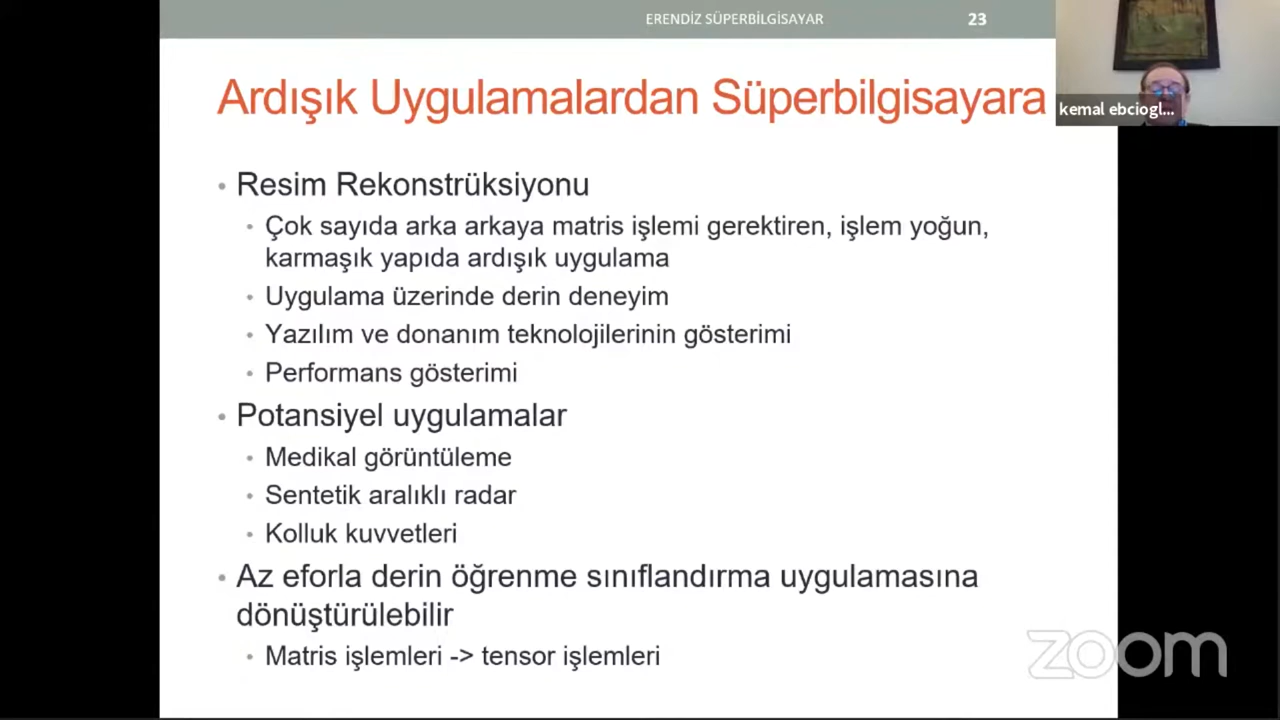 ERENDİZ SÜPERBİLGİSAYAR 23
Ardışık Uygulamalardan Süperbilgisayara
kemal ebciogl...
• Resim Rekonstrüksiyonu
• Çok sayıda arka arkaya matris işlemi gerektiren, işlem yoğun,
karmaşık yapıda ardışık uygulama
• Uygulama üzerinde derin deneyim
• Yazılım ve donanım teknolojilerinin gösterimi
• Performans gösterimi
• Potansiyel uygulamalar
• Medikal görüntüleme
• Sentetik aralıklı radar
• Kolluk kuvvetleri
• Az eforla derin öğrenme sınıflandırma uygulamasına
dönüştürülebilir
• Matris işlemleri -> tensor işlemleri
zoom